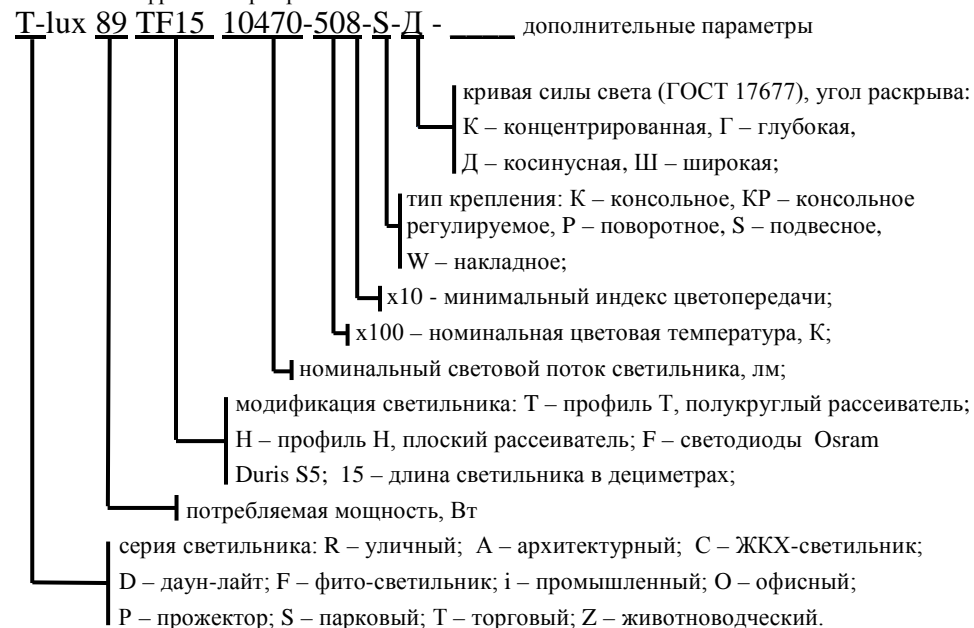 T-lux 89 TF15 10470-508-S-Д - ____ дополнительные параметры
кривая силы света (ГОСТ 17677), угол раскрыва:
К – концентрированная, Г – глубокая,
Д – косинусная, Ш – широкая;
тип крепления: К – консольное, КР – консольное
регулируемое, Р – поворотное, S – подвесное,
W – накладное;
х10 - минимальный индекс цветопередачи;
х100 – номинальная цветовая температура, К;
номинальный световой поток светильника, лм;
модификация светильника: Т – профиль Т, полукруглый рассеиватель;
Н – профиль Н, плоский рассеиватель; F – светодиоды Osram
Duris S5; 15 – длина светильника в дециметрах;
потребляемая мощность, Вт
серия светильника: R – уличный; А – архитектурный; С – ЖКХ-светильник;
D – даун-лайт; F – фито-светильник; i – промышленный; О – офисный;
Р – прожектор; S – парковый; Т – торговый; Z – животноводческий.